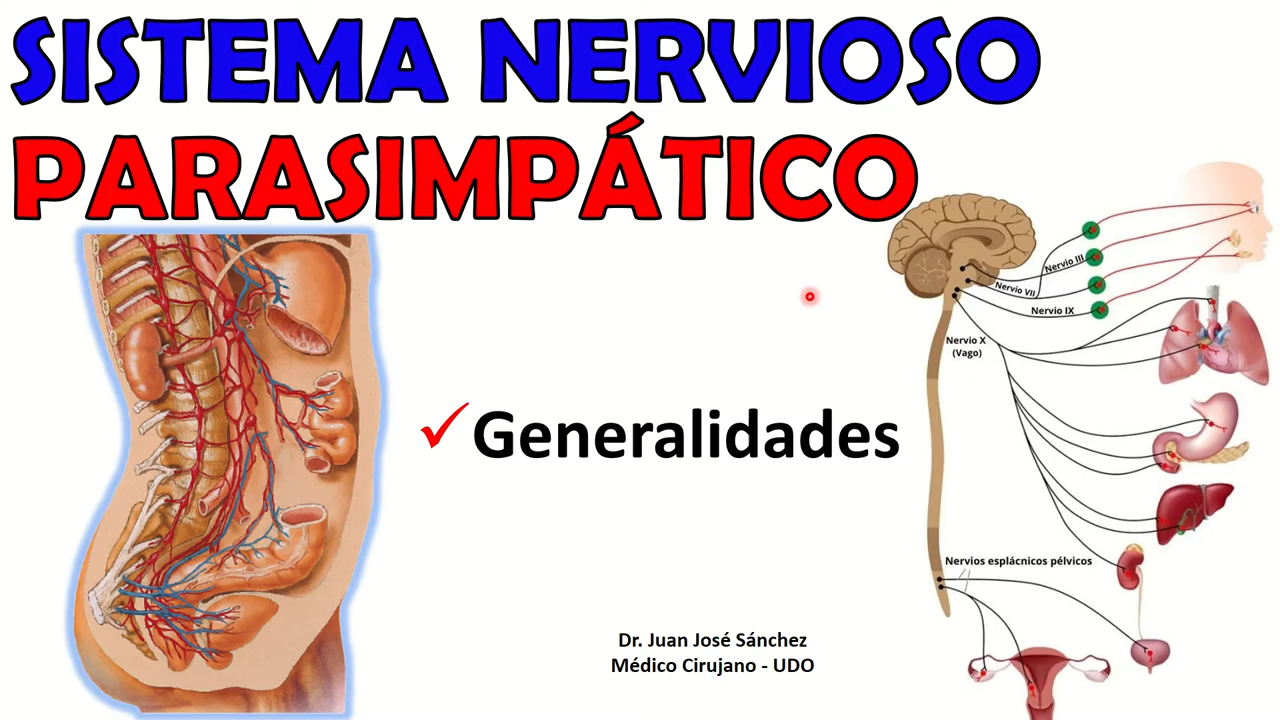 SISTEMA NERVIOSO
PARASIMPÁTICO
Nervio III
Nervio VII
Nervio IX
Nervio X
(Vago)
✓Generalidades
Nervios esplácnicos pélvicos
Dr. Juan José Sánchez
Médico Cirujano - UDO